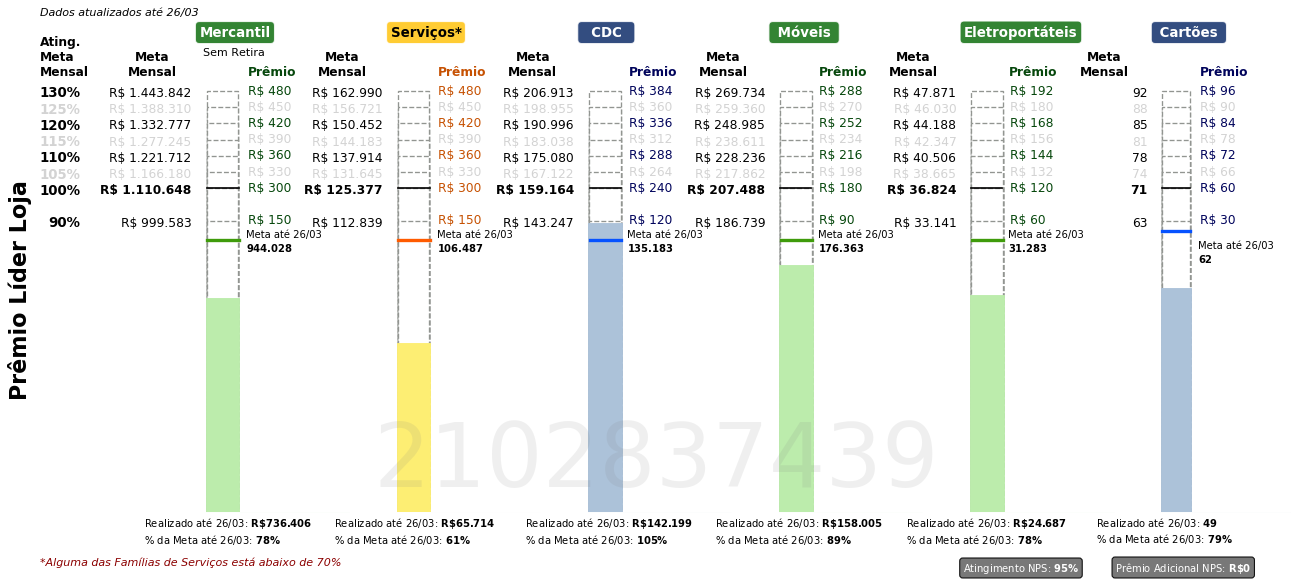 Dados atualizados até 26/03
Mercantil Serviços* CDC Móveis Eletroportáteis Cartões
Sem Retira
Ating. Meta Mensal Meta Mensal Prêmio Meta Mensal Prêmio Meta Mensal Prêmio Meta Mensal Prêmio Meta Mensal Prêmio Meta Mensal Prêmio
130% R$ 1.443.842 R$ 480 R$ 162.990 R$ 480 R$ 206.913 R$ 384 R$ 269.734 R$ 288 R$ 47.871 R$ 192 92 R$ 96
125% R$ 1.388.310 R$ 450 R$ 156.721 R$ 450 R$ 198.955 R$ 360 R$ 259.360 R$ 270 R$ 46.030 R$ 180 88 R$ 90
120% R$ 1.332.777 R$ 420 R$ 150.452 R$ 420 R$ 190.996 R$ 336 R$ 248.985 R$ 252 R$ 44.188 R$ 168 85 R$ 84
115% R$ 1.277.245 R$ 390 R$ 144.183 R$ 390 R$ 183.038 R$ 312 R$ 238.611 R$ 234 R$ 42.347 R$ 156 81 R$ 78
110% R$ 1.221.712 R$ 360 R$ 137.914 R$ 360 R$ 175.080 R$ 288 R$ 228.236 R$ 216 R$ 40.506 R$ 144 78 R$ 72
105% R$ 1.166.180 R$ 330 R$ 131.645 R$ 330 R$ 167.122 R$ 264 R$ 217.862 R$ 198 R$ 38.665 R$ 132 74 R$ 66
100% R$ 1.110.648 R$ 300 R$ 125.377 R$ 300 R$ 159.164 R$ 240 R$ 207.488 R$ 180 R$ 36.824 R$ 120 71 R$ 60
90% R$ 999.583 R$ 150 R$ 112.839 R$ 150 R$ 143.247 R$ 120 R$ 186.739 R$ 90 R$ 33.141 R$ 60 63 R$ 30
Meta até 26/03 Meta até 26/03 Meta até 26/03 Meta até 26/03 Meta até 26/03 Meta até 26/03
944.028 106.487 135.183 176.363 31.283 62
Prêmio Líder Loja
2102837439
Realizado até 26/03: R$736.406 Realizado até 26/03: R$65.714 Realizado até 26/03: R$142.199 Realizado até 26/03: R$158.005 Realizado até 26/03: R$24.687 Realizado até 26/03: 49
% da Meta até 26/03: 78% % da Meta até 26/03: 61% % da Meta até 26/03: 105% % da Meta até 26/03: 89% % da Meta até 26/03: 78% % da Meta até 26/03: 79%
*Alguma das Famílias de Serviços está abaixo de 70%
Atingimento NPS: 95% Prêmio Adicional NPS: R$0